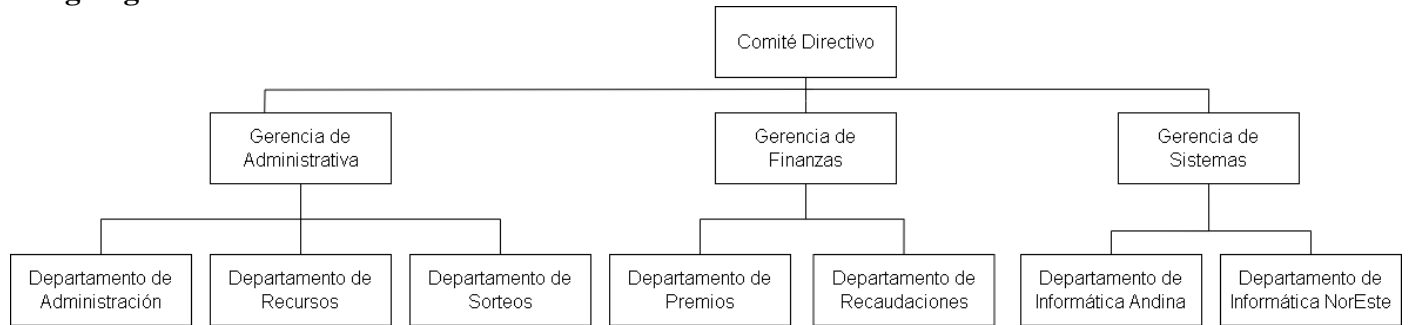 Comité Directivo
Gerencia de
Administrativa
Gerencia de
Finanzas
Gerencia de
Sistemas
Departamento de
Administración
Departamento de
Recursos
Departamento de
Sorteos
Departamento de
Premios
Departamento de
Recaudaciones
Departamento de
Informática Andina
Departamento de
Informática NorEste